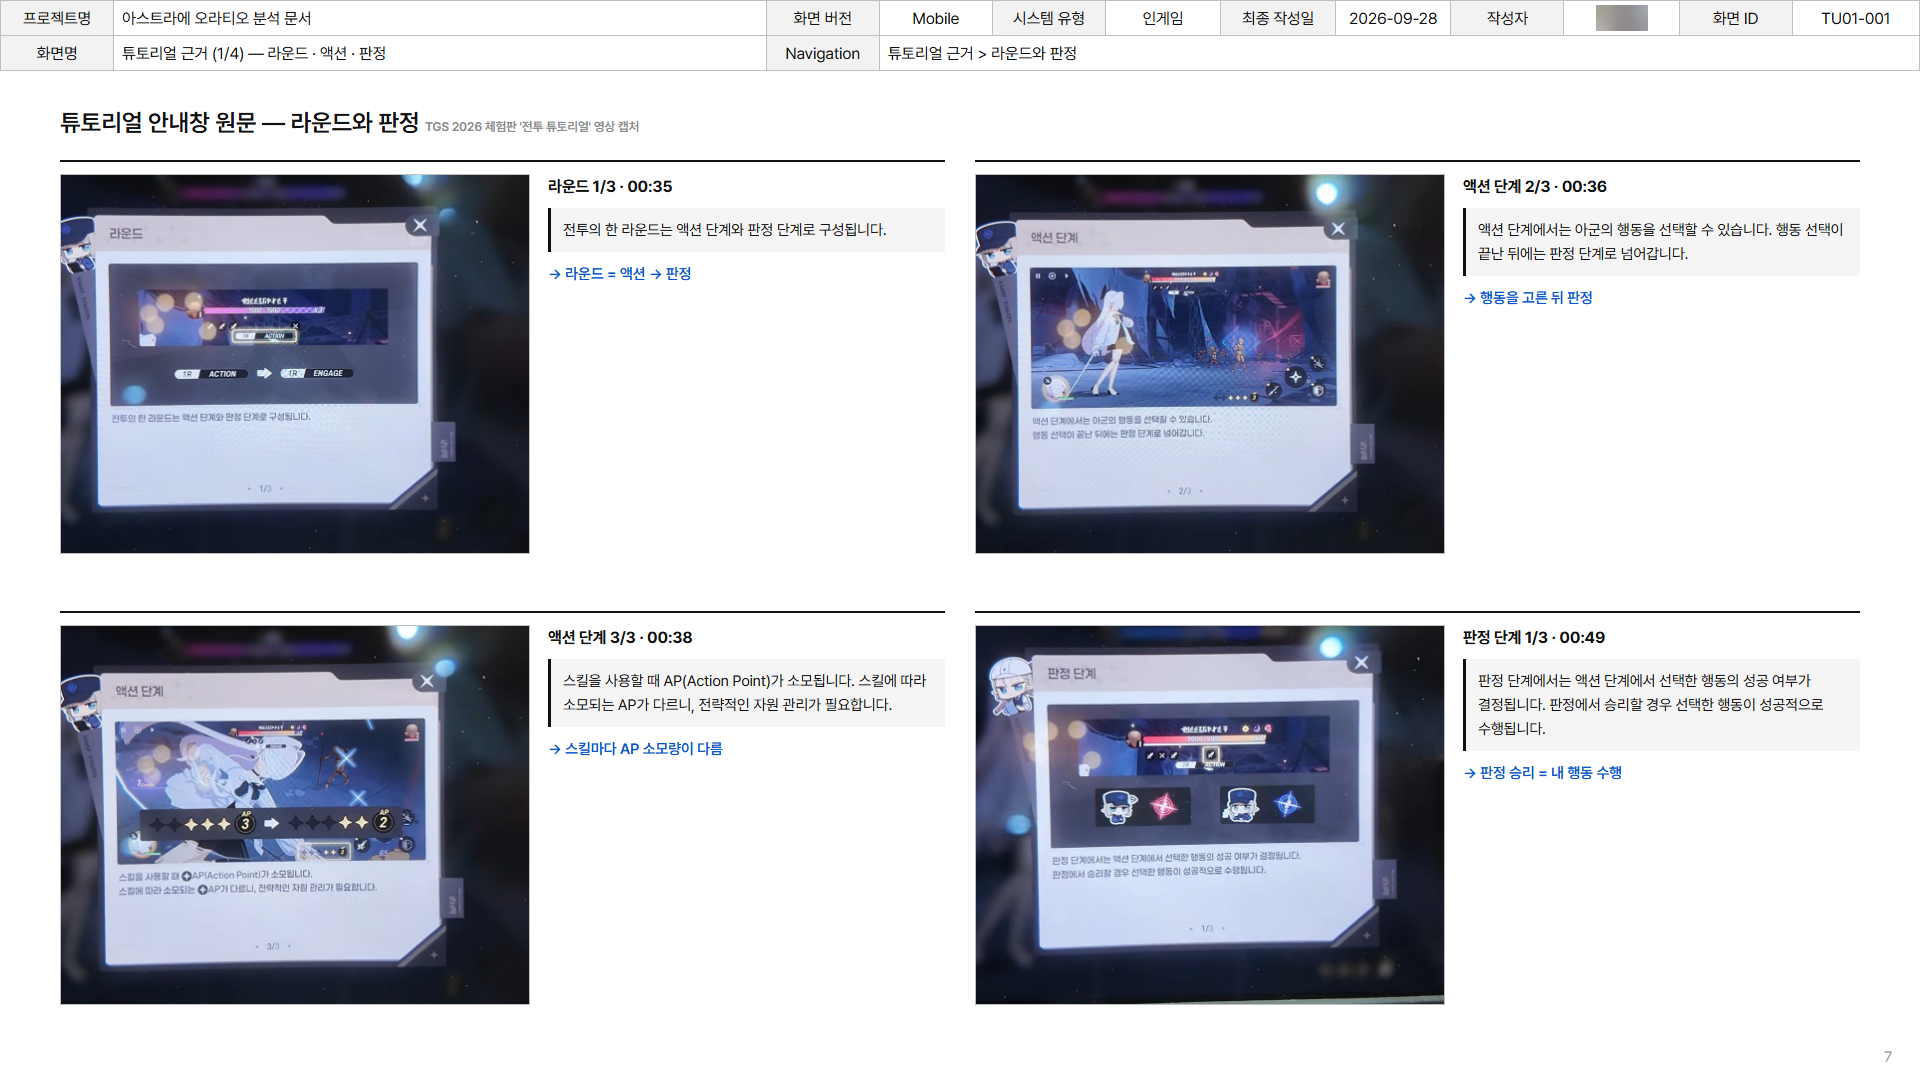 프로젝트명
아스트라에 오라티오 분석 문서
화면 버전
Mobile
시스템 유형
인게임
최종 작성일
2026-09-28
작성자
화면 ID
TU01-001
화면명
튜토리얼 근거 (1/4) — 라운드 · 액션 · 판정
Navigation
튜토리얼 근거 > 라운드와 판정
튜토리얼 안내창 원문 — 라운드와 판정 TGS 2026 체험판 '전투 튜토리얼' 영상 캡처
라운드
1R ACTION
1R ACTION
1R ENGAGE
전투의 한 라운드는 액션 단계와 판정 단계로 구성됩니다.
1/3
라운드 1/3 · 00:35
전투의 한 라운드는 액션 단계와 판정 단계로 구성됩니다.
→ 라운드 = 액션 → 판정
액션 단계
액션 단계에서는 아군의 행동을 선택할 수 있습니다.
행동 선택이 끝난 뒤에는 판정 단계로 넘어갑니다.
2/3
액션 단계 2/3 · 00:36
액션 단계에서는 아군의 행동을 선택할 수 있습니다. 행동 선택이
끝난 뒤에는 판정 단계로 넘어갑니다.
→ 행동을 고른 뒤 판정
액션 단계
AP
3
AP
2
스킬을 사용할 때 AP(Action Point)가 소모됩니다.
스킬에 따라 소모되는 AP가 다르니, 전략적인 자원 관리가 필요합니다.
3/3
액션 단계 3/3 · 00:38
스킬을 사용할 때 AP(Action Point)가 소모됩니다. 스킬에 따라
소모되는 AP가 다르니, 전략적인 자원 관리가 필요합니다.
→ 스킬마다 AP 소모량이 다름
판정 단계
1R ACTION
판정 단계에서는 액션 단계에서 선택한 행동의 성공 여부가 결정됩니다.
판정에서 승리할 경우 선택한 행동이 성공적으로 수행됩니다.
1/3
판정 단계 1/3 · 00:49
판정 단계에서는 액션 단계에서 선택한 행동의 성공 여부가
결정됩니다. 판정에서 승리할 경우 선택한 행동이 성공적으로
수행됩니다.
→ 판정 승리 = 내 행동 수행
7